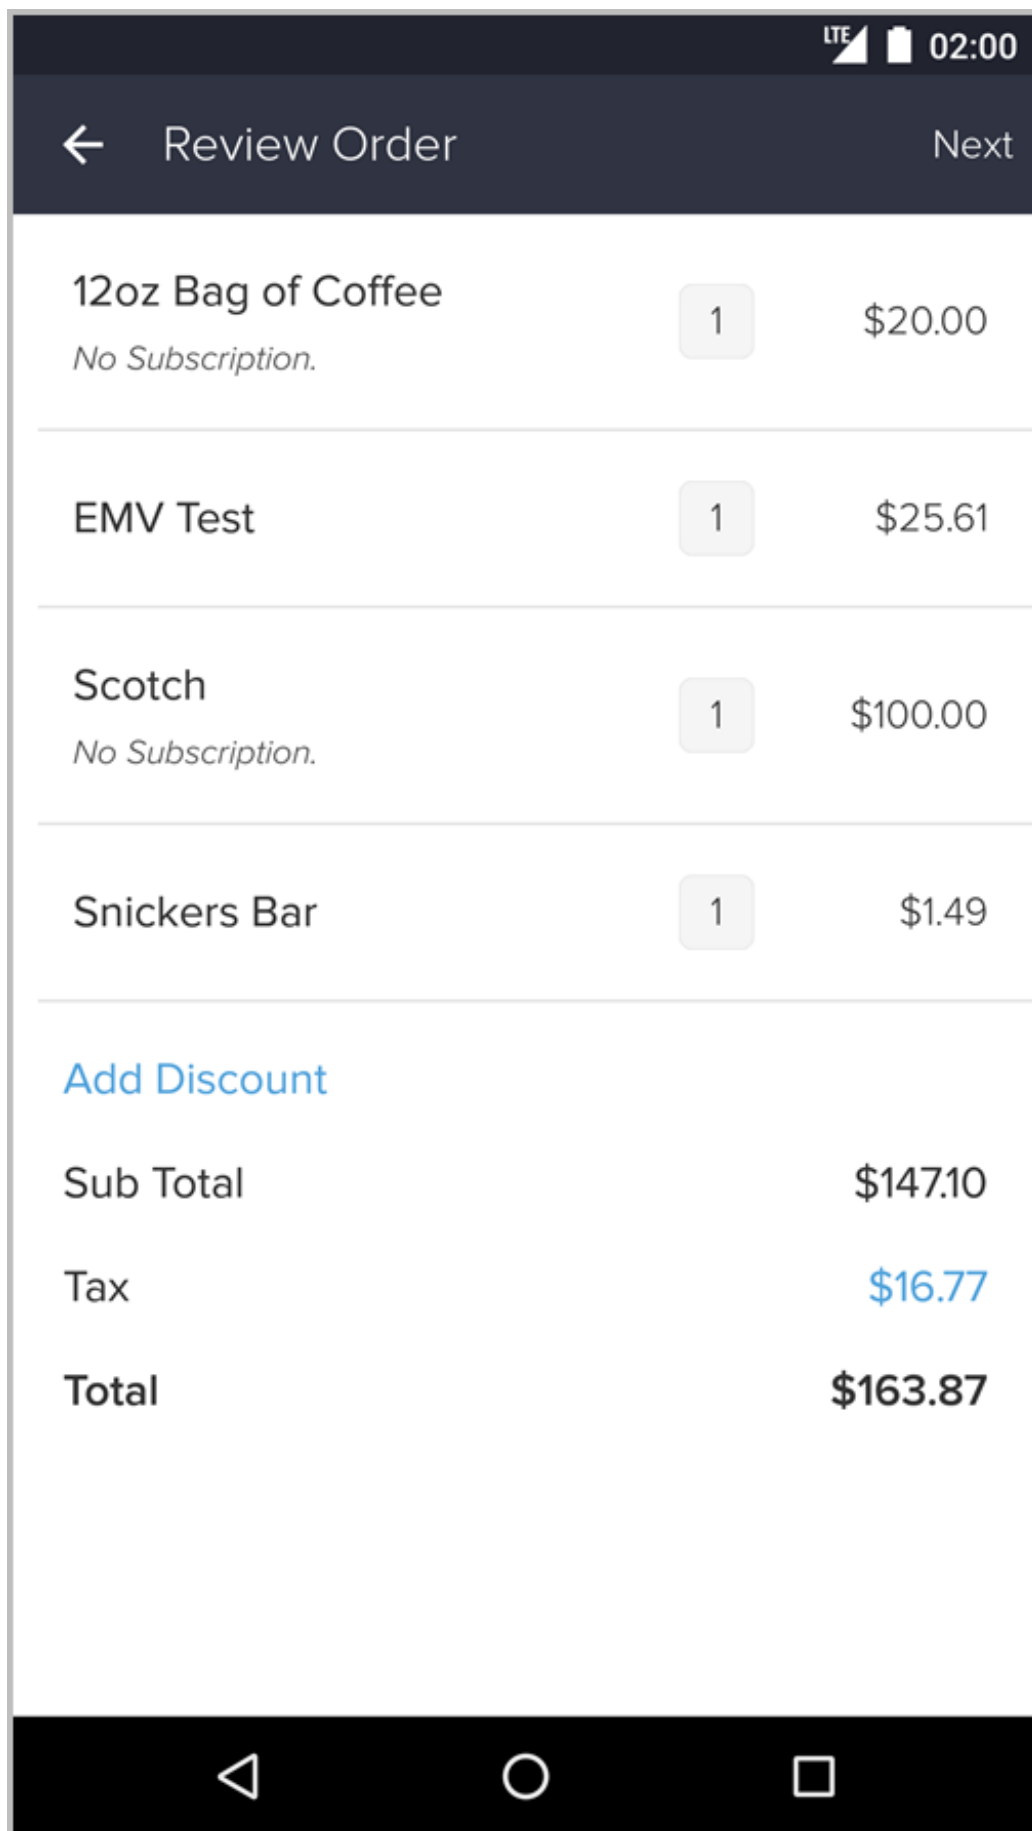 LTE 02:00
Review Order Next
12oz Bag of Coffee
No Subscription.
1 $20.00
EMV Test 1 $25.61
Scotch
No Subscription.
1 $100.00
Snickers Bar 1 $1.49
Add Discount
Sub Total $147.10
Tax $16.77
Total $163.87